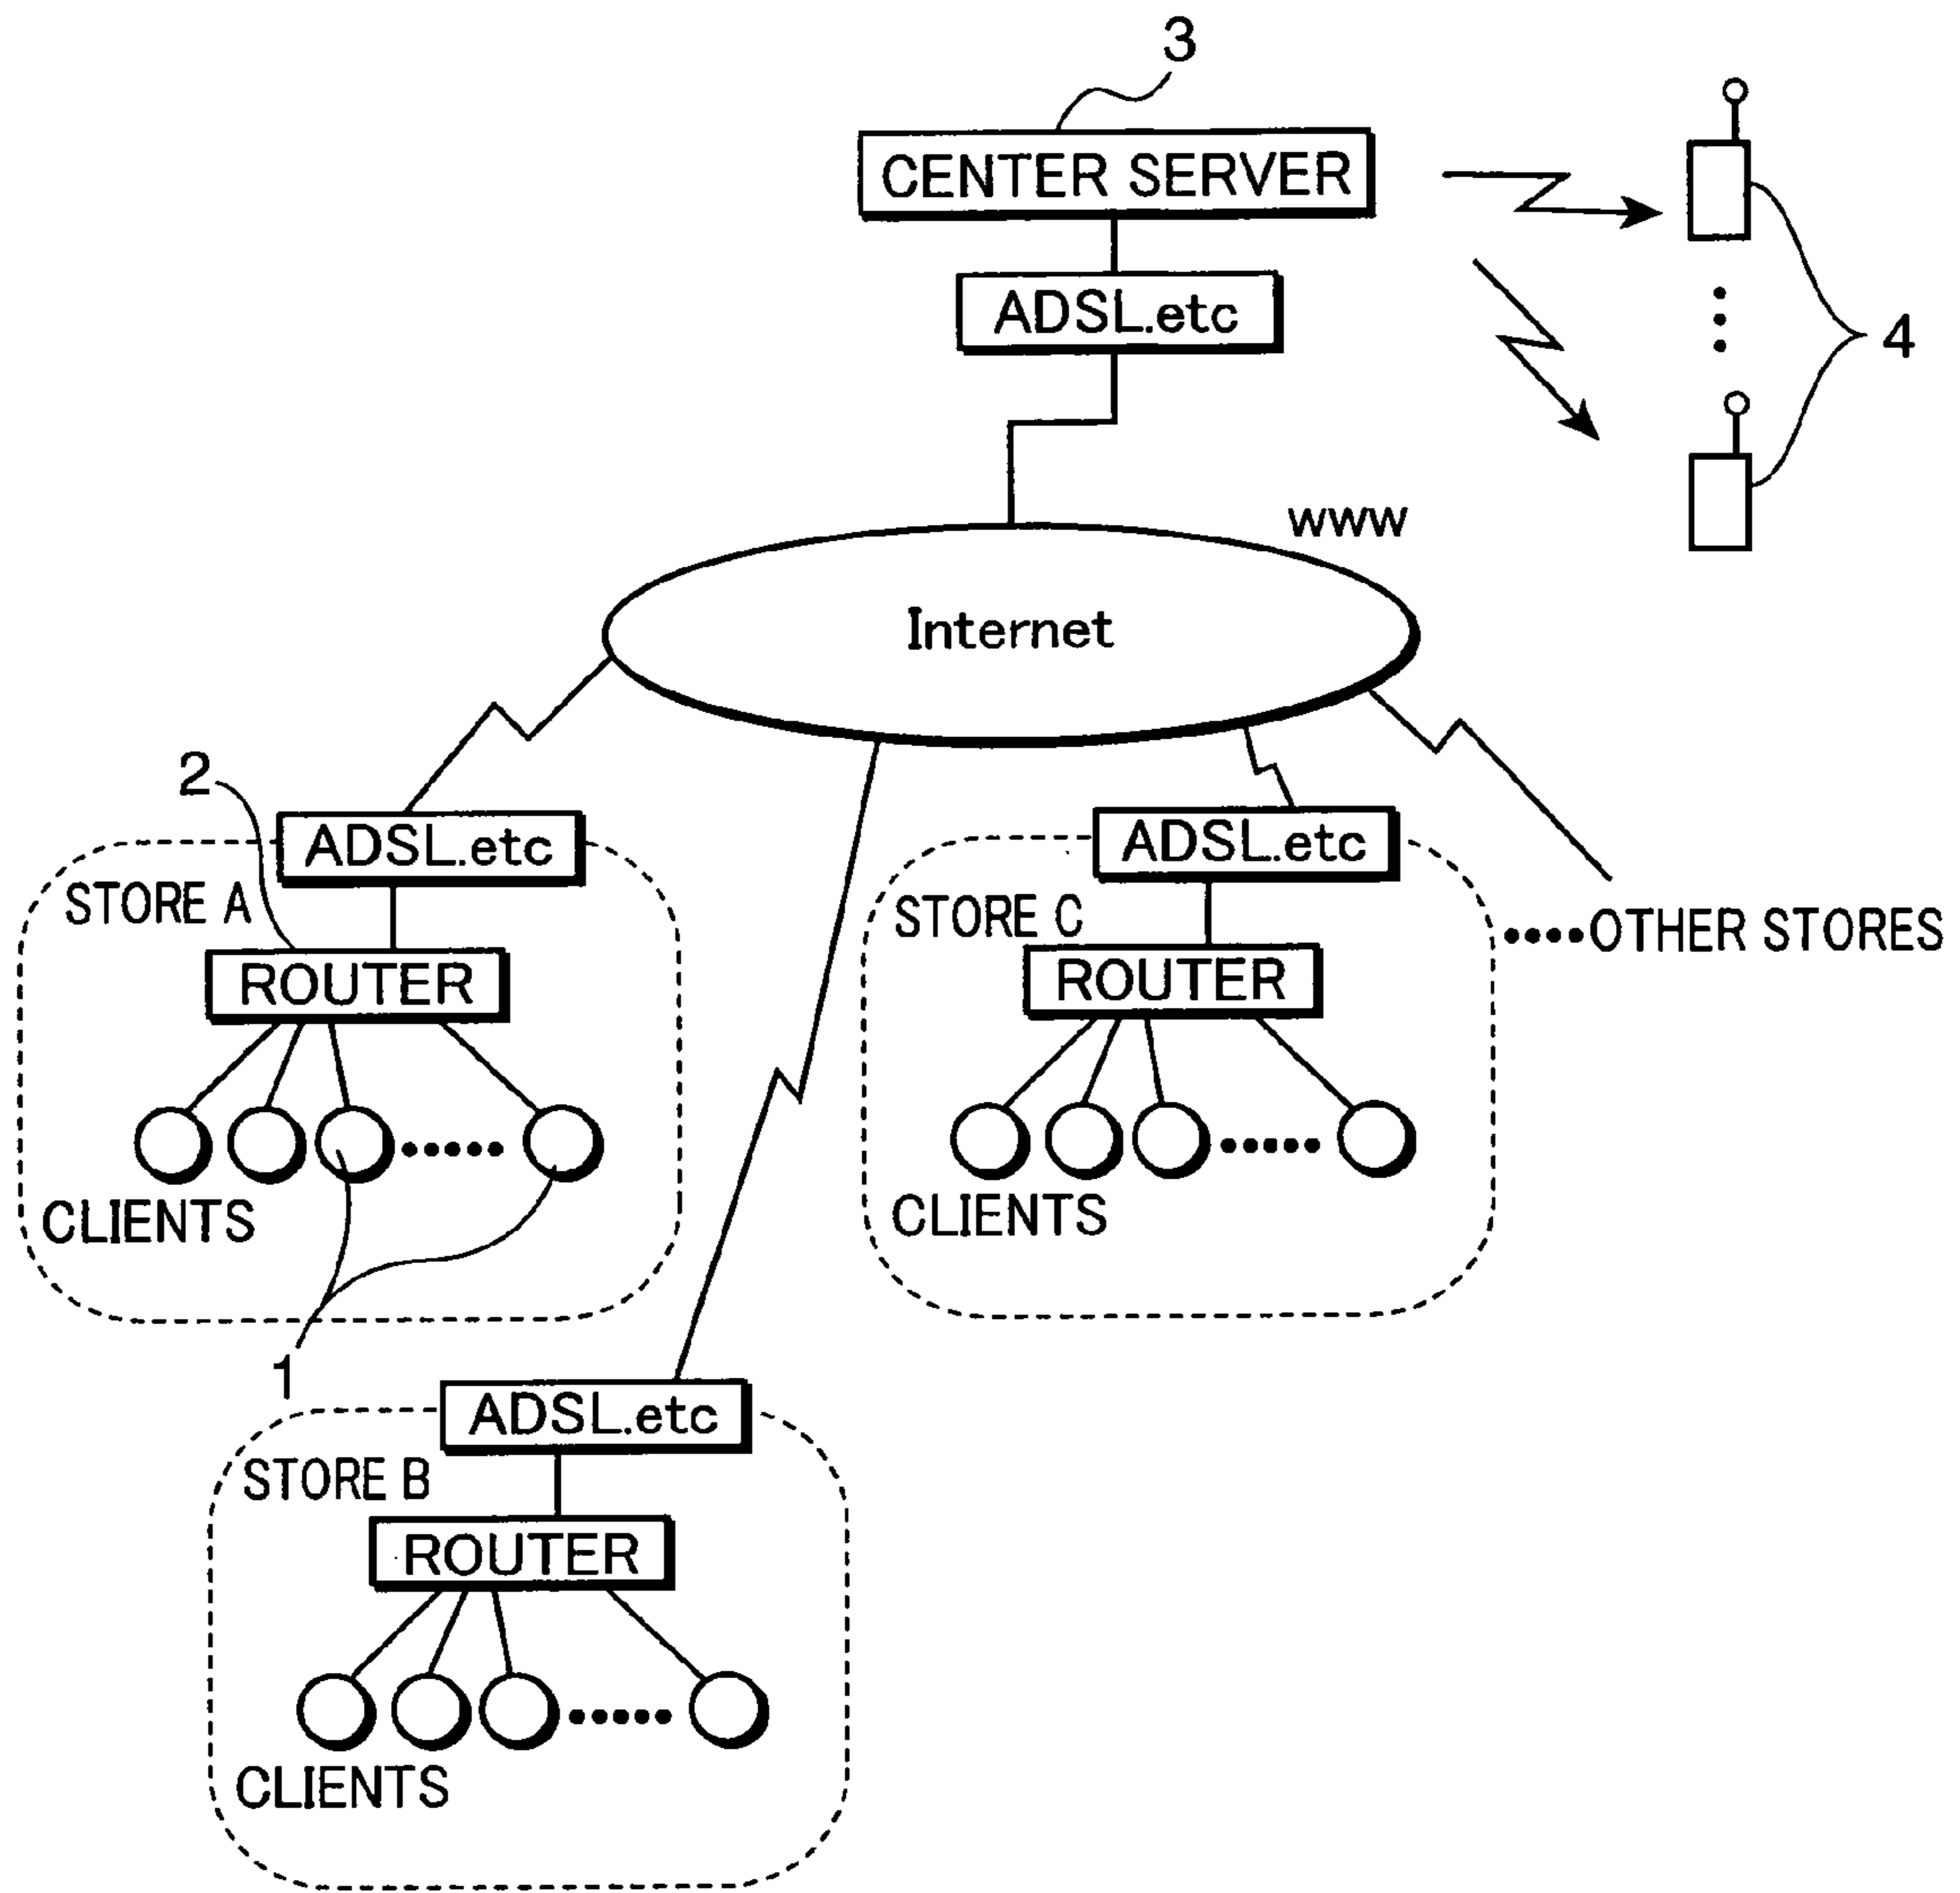 3
CENTER SERVER
ADSL.etc
4
www
Internet
2
ADSL.etc
ADSL.etc
STORE A
STORE C
••••OTHER STORES
ROUTER
ROUTER
•••••
•••••
CLIENTS
CLIENTS
1
ADSL.etc
STORE B
ROUTER
•••••
CLIENTS